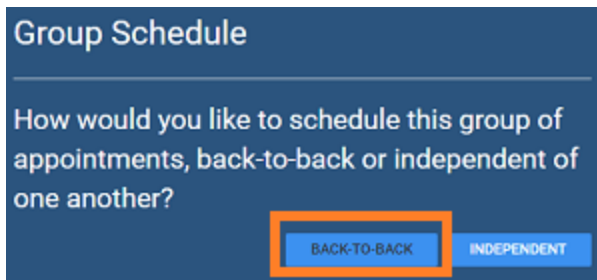 Group Schedule
How would you like to schedule this group of
appointments, back-to-back or independent of
one another?
BACK-TO-BACK INDEPENDENT